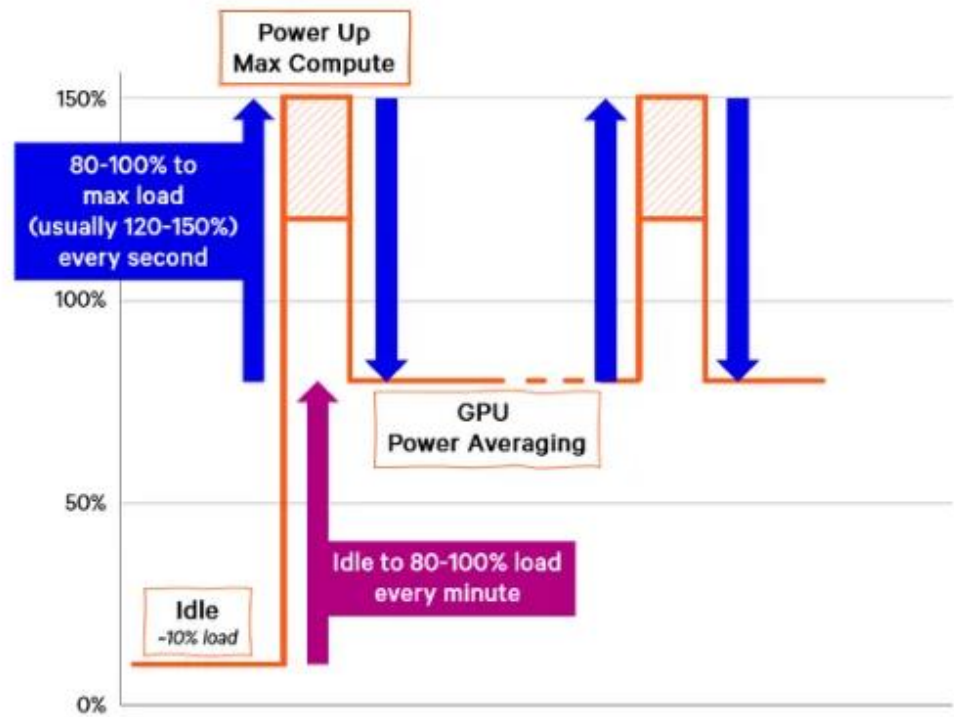 Power Up
Max Compute
150%
80-100% to
max load
(usually 120-150%)
every second
100%
GPU
Power Averaging
50%
Idle to 80-100% load
every minute
Idle
~10% load
0%